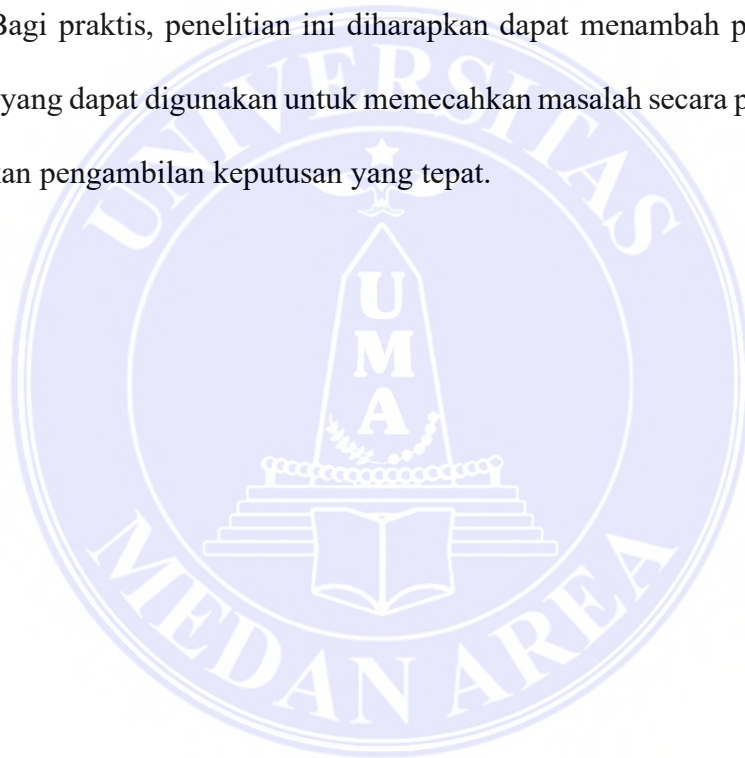 Bagi praktis, penelitian ini diharapkan dapat menambah p
yang dapat digunakan untuk memecahkan masalah secara p
an pengambilan keputusan yang tepat.
UNIVERSITAS
U
M
A
MEDAN AREA